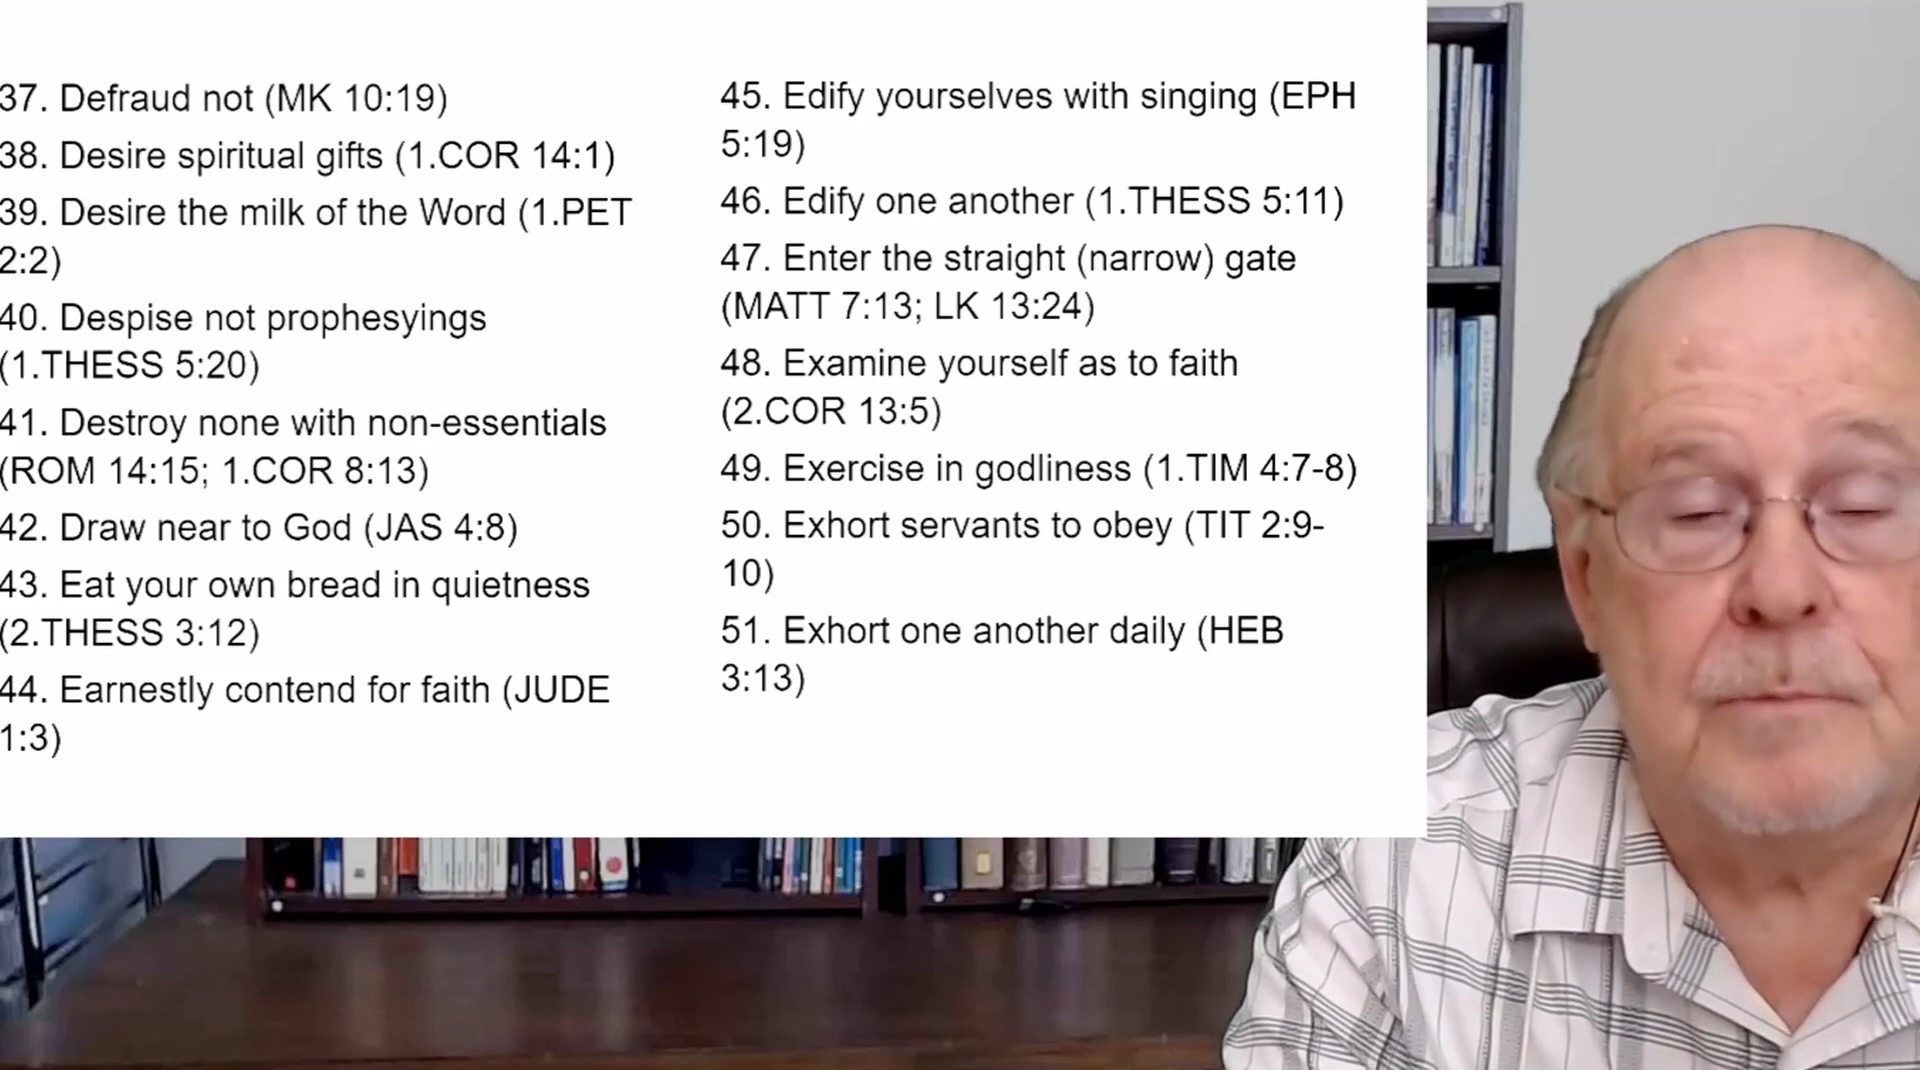 37. Defraud not (MK 10:19)
38. Desire spiritual gifts (1.COR 14:1)
39. Desire the milk of the Word (1.PET
2:2)
40. Despise not prophesyings
(1.THESS 5:20)
41. Destroy none with non-essentials
(ROM 14:15; 1.COR 8:13)
42. Draw near to God (JAS 4:8)
43. Eat your own bread in quietness
(2.THESS 3:12)
44. Earnestly contend for faith (JUDE
1:3)
45. Edify yourselves with singing (EPH
5:19)
46. Edify one another (1.THESS 5:11)
47. Enter the straight (narrow) gate
(MATT 7:13; LK 13:24)
48. Examine yourself as to faith
(2.COR 13:5)
49. Exercise in godliness (1.TIM 4:7-8)
50. Exhort servants to obey (TIT 2:9-
10)
51. Exhort one another daily (HEB
3:13)